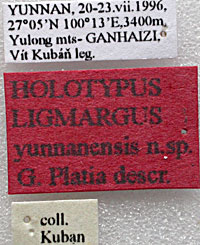 YUNNAN, 20-23.vii.1996,
27°05'N 100°13'E,3400m,
Yulong mts- GANHAIZI,
Vít Kubáň leg.
HOLOTYPUS
LIGMARGUS
yunnanensis n.sp.
G. Platia descr.
coll.
Kuban